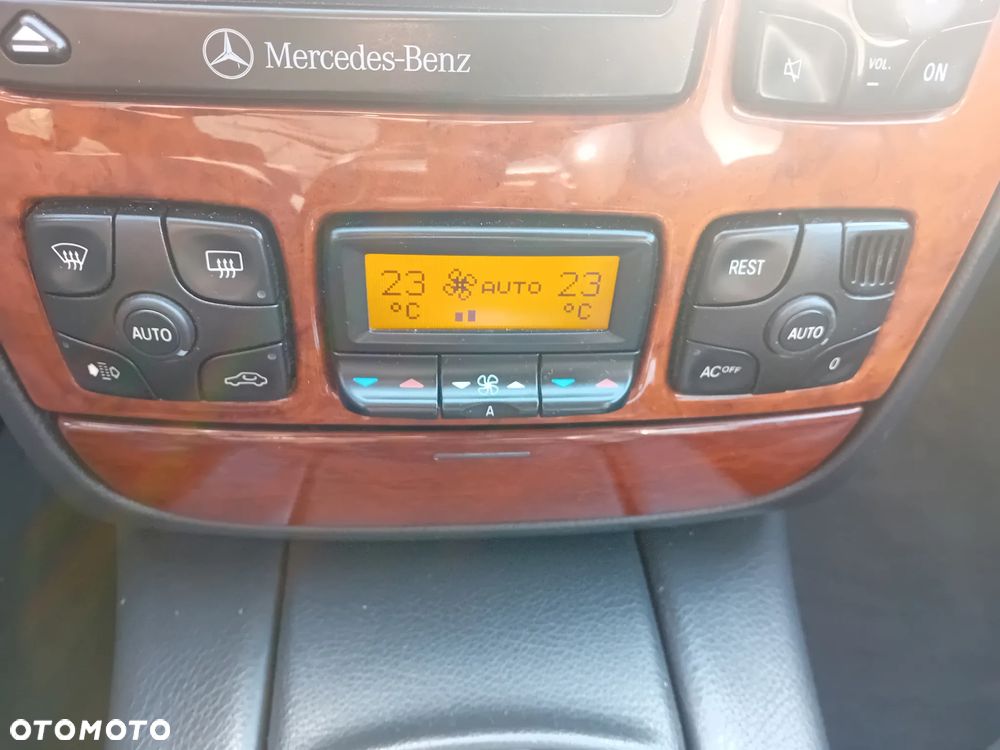 Mercedes-Benz
VOL.
–
ON
23 AUTO 23
°C °C
REST
AUTO
AUTO
AC OFF
0
A
OTOMOTO